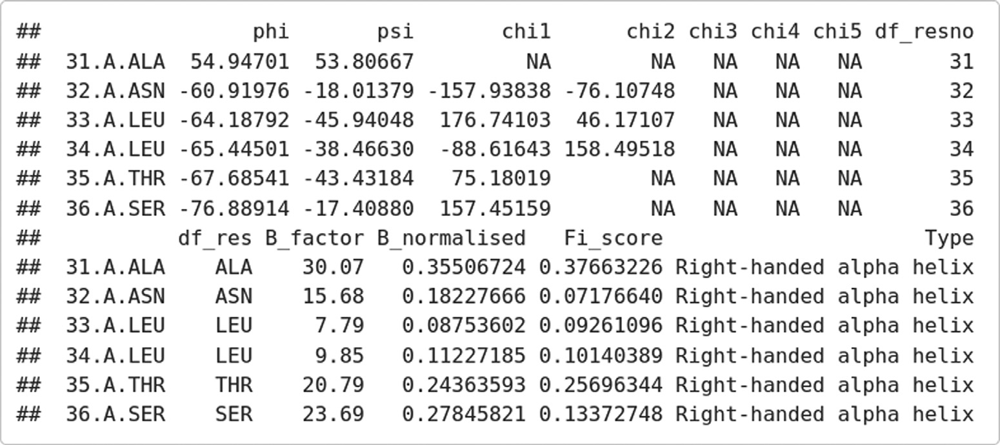 ##                   phi       psi       chi1      chi2 chi3 chi4 chi5 df_resno
##  31.A.ALA  54.94701  53.80667         NA        NA   NA   NA   NA       31
##  32.A.ASN -60.91976 -18.01379 -157.93838 -76.10748   NA   NA   NA       32
##  33.A.LEU -64.18792 -45.94048  176.74103  46.17107   NA   NA   NA       33
##  34.A.LEU -65.44501 -38.46630  -88.61643 158.49518   NA   NA   NA       34
##  35.A.THR -67.68541 -43.43184   75.18019        NA   NA   NA   NA       35
##  36.A.SER -76.88914 -17.40880  157.45159        NA   NA   NA   NA       36
##           df_res B_factor B_normalised   Fi_score                     Type
##  31.A.ALA    ALA    30.07   0.35506724 0.37663226 Right-handed alpha helix
##  32.A.ASN    ASN    15.68   0.18227666 0.07176640 Right-handed alpha helix
##  33.A.LEU    LEU     7.79   0.08753602 0.09261096 Right-handed alpha helix
##  34.A.LEU    LEU     9.85   0.11227185 0.10140389 Right-handed alpha helix
##  35.A.THR    THR    20.79   0.24363593 0.25696344 Right-handed alpha helix
##  36.A.SER    SER    23.69   0.27845821 0.13372748 Right-handed alpha helix